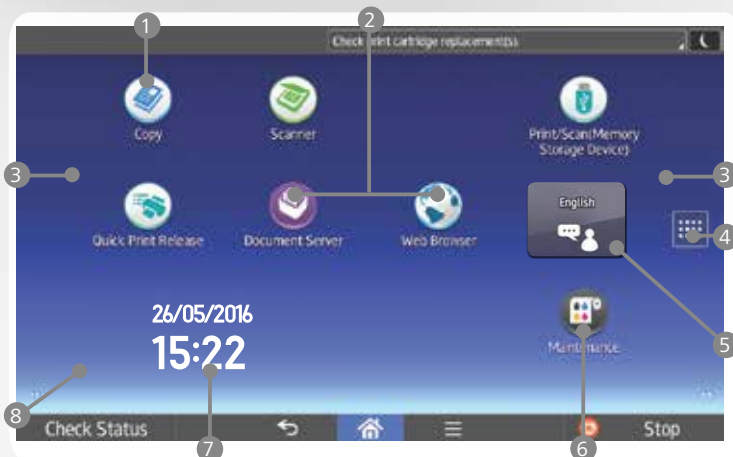 1
2
Check print cartridge replacement(s).
Copy
Scanner
Print/Scan(Memory
Storage Device)
3
3
English
4
Quick Print Release
Document Server
Web Browser
26/05/2016
15:22
5
Maintenance
8
Check Status
7
6
Stop